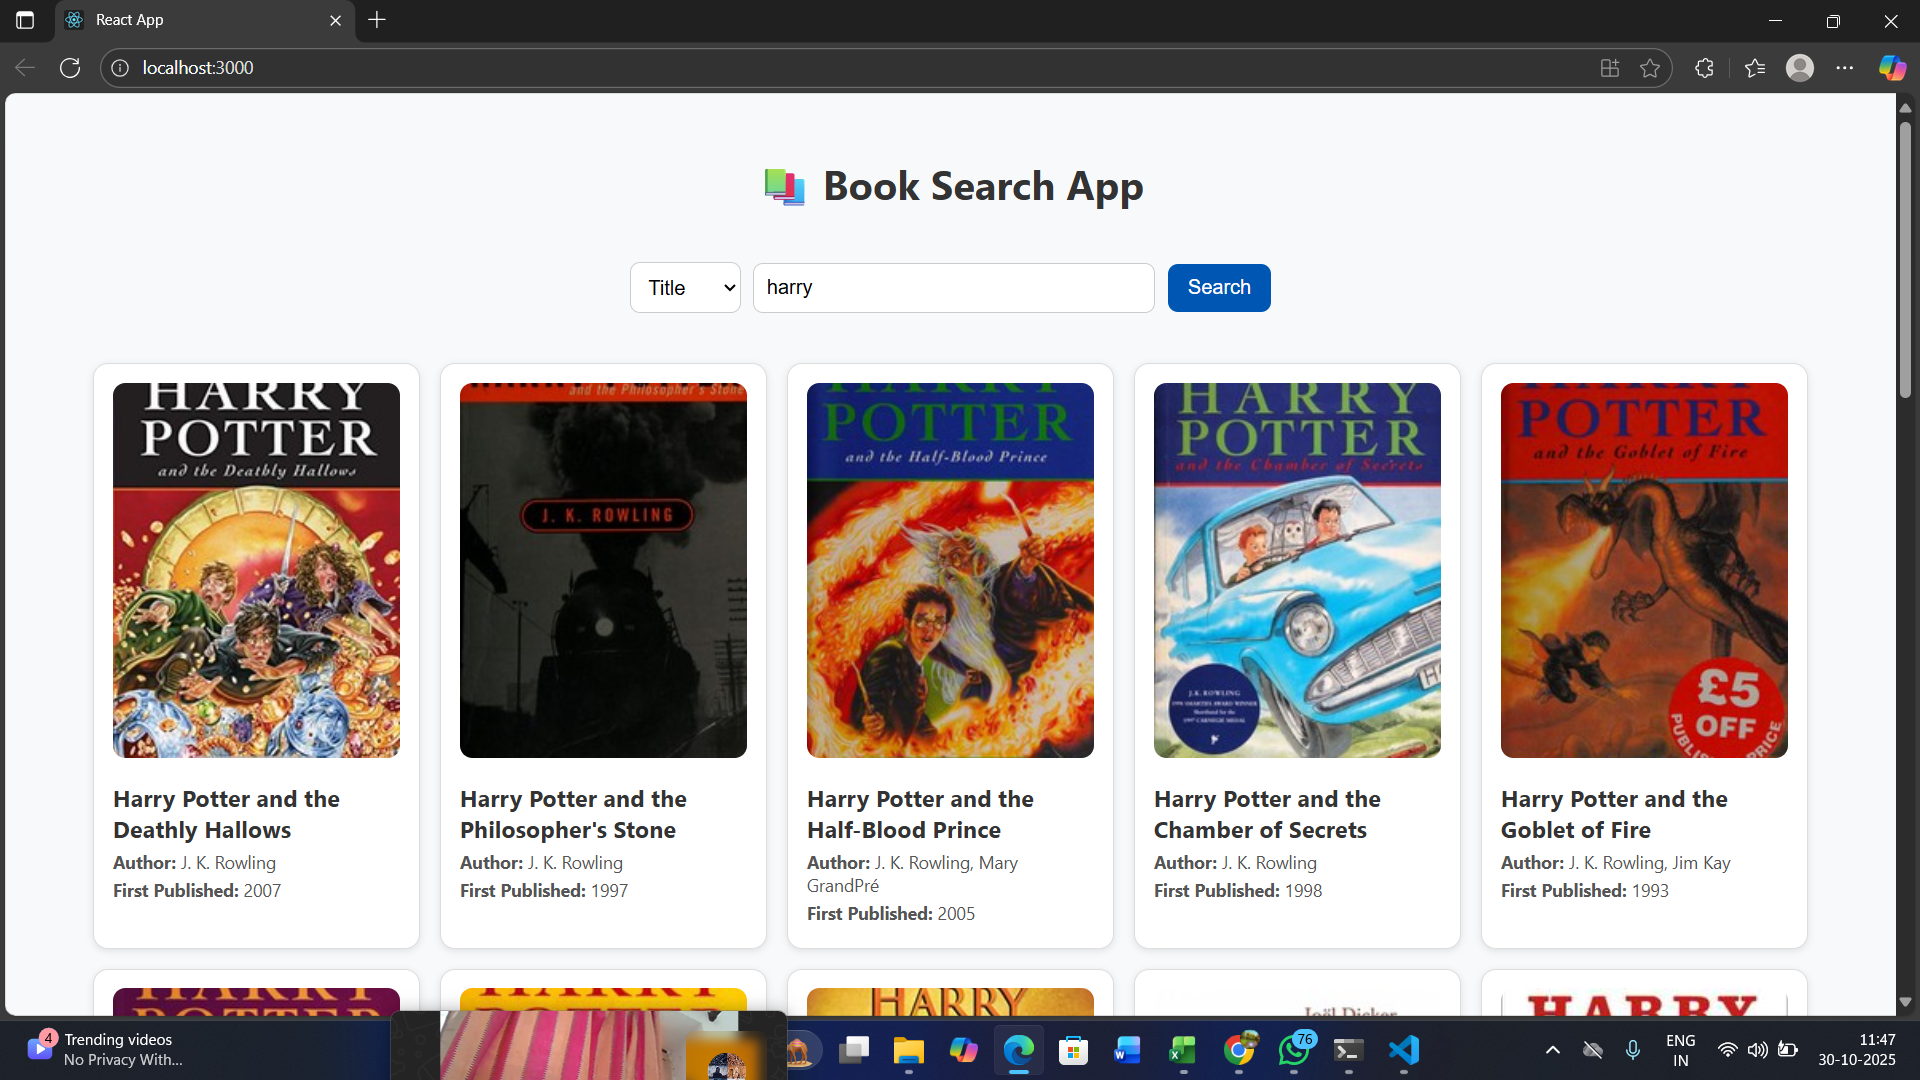 React App
localhost:3000
Book Search App
Title
harry
Search
HARRY
POTTER
and the Deathly Hallows
and the Philosopher's Stone
J. K. ROWLING
POTTER
and the Half-Blood Prince
HARRY
POTTER
and the Chamber of Secrets
J.K. ROWLING
POTTER
and the Goblet of Fire
£5
OFF
PRICE
Harry Potter and the
Deathly Hallows
Author: J. K. Rowling
First Published: 2007
Harry Potter and the
Philosopher's Stone
Author: J. K. Rowling
First Published: 1997
Harry Potter and the
Half-Blood Prince
Author: J. K. Rowling, Mary
GrandPré
First Published: 2005
Harry Potter and the
Chamber of Secrets
Author: J. K. Rowling
First Published: 1998
Harry Potter and the
Goblet of Fire
Author: J. K. Rowling, Jim Kay
First Published: 1993
POTTER
HARRY
Joël Dicker
HARRY
4
Trending videos
No Privacy With...
76
ENG
IN
11:47
30-10-2025